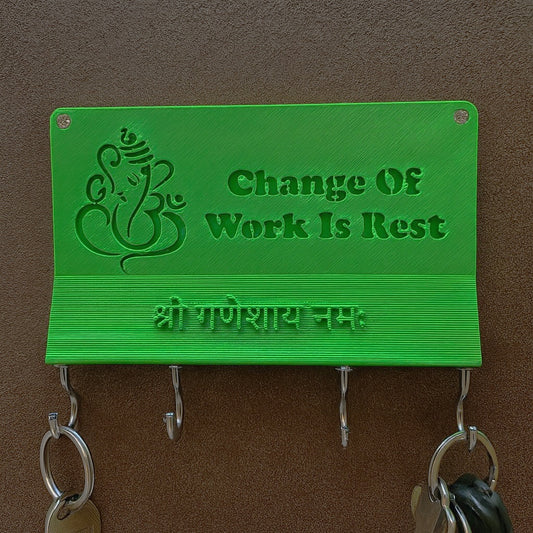 Change Of
Work Is Rest
श्री गणेशाय नमः